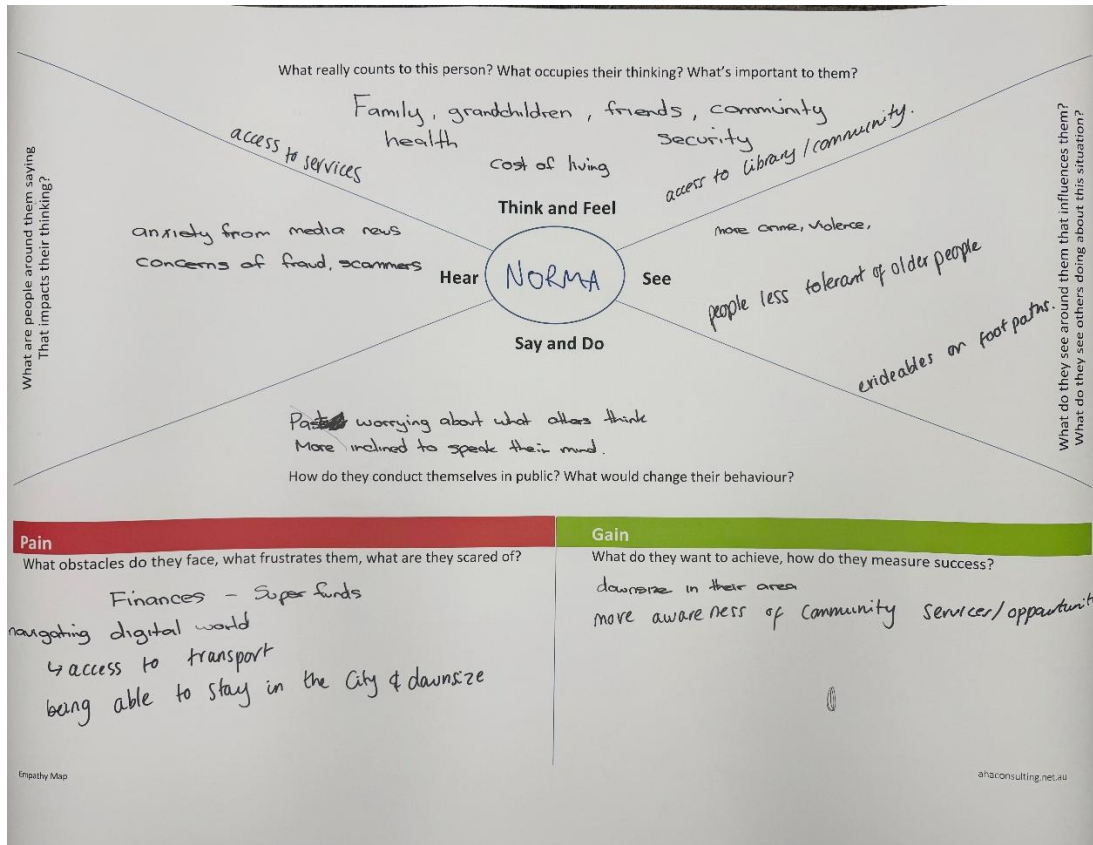 What really counts to this person? What occupies their thinking? What's important to them?
Family, grandchildren, friends, community
health security
cost of living
access to services
access to library/community.
Think and Feel
What are people around them saying
That impacts their thinking?
anxiety from media news
concerns of fraud, scammers
Hear
NORMA
See
more crime, violence,
people less tolerant of older people
erideables on foot paths.
What do they see around them that influences them?
What do they see others doing about this situation?
Say and Do
Past worrying about what others think
More inclined to speak their mind.
How do they conduct themselves in public? What would change their behaviour?
Pain
What obstacles do they face, what frustrates them, what are they scared of?
Finances - Super funds
navigating digital world
↳ access to transport
being able to stay in the City & downsize
Gain
What do they want to achieve, how do they measure success?
downsize in their area
more awareness of community services/opportunit
Empathy Map
ahaconsulting.net.au